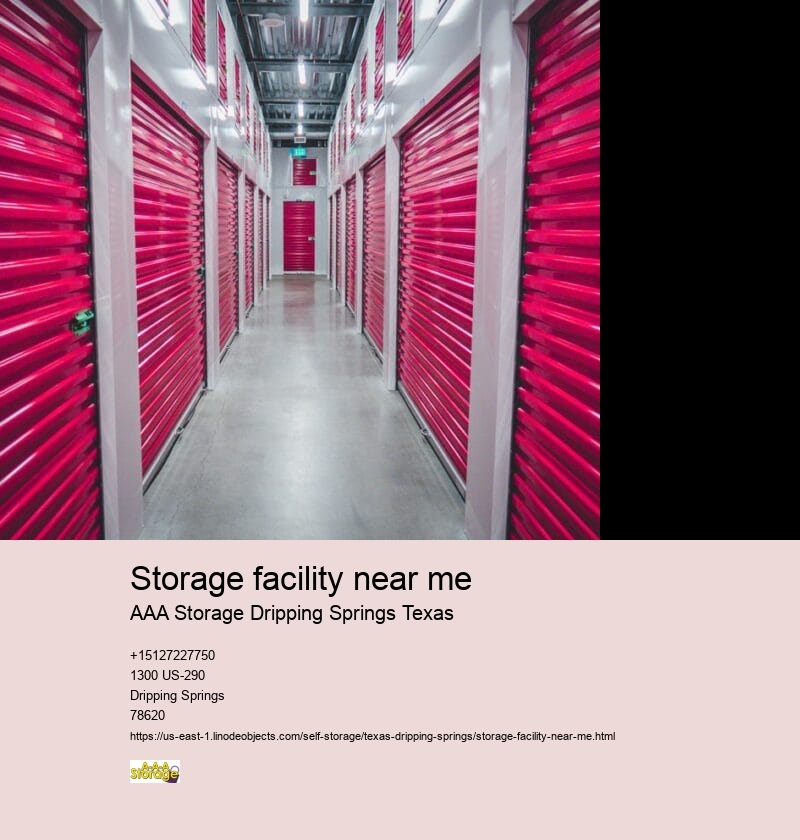 Storage facility near me
AAA Storage Dripping Springs Texas
+15127227750
1300 US-290
Dripping Springs
78620
https://us-east-1.linodeobjects.com/self-storage/texas-dripping-springs/storage-facility-near-me.html
AAA
Storage